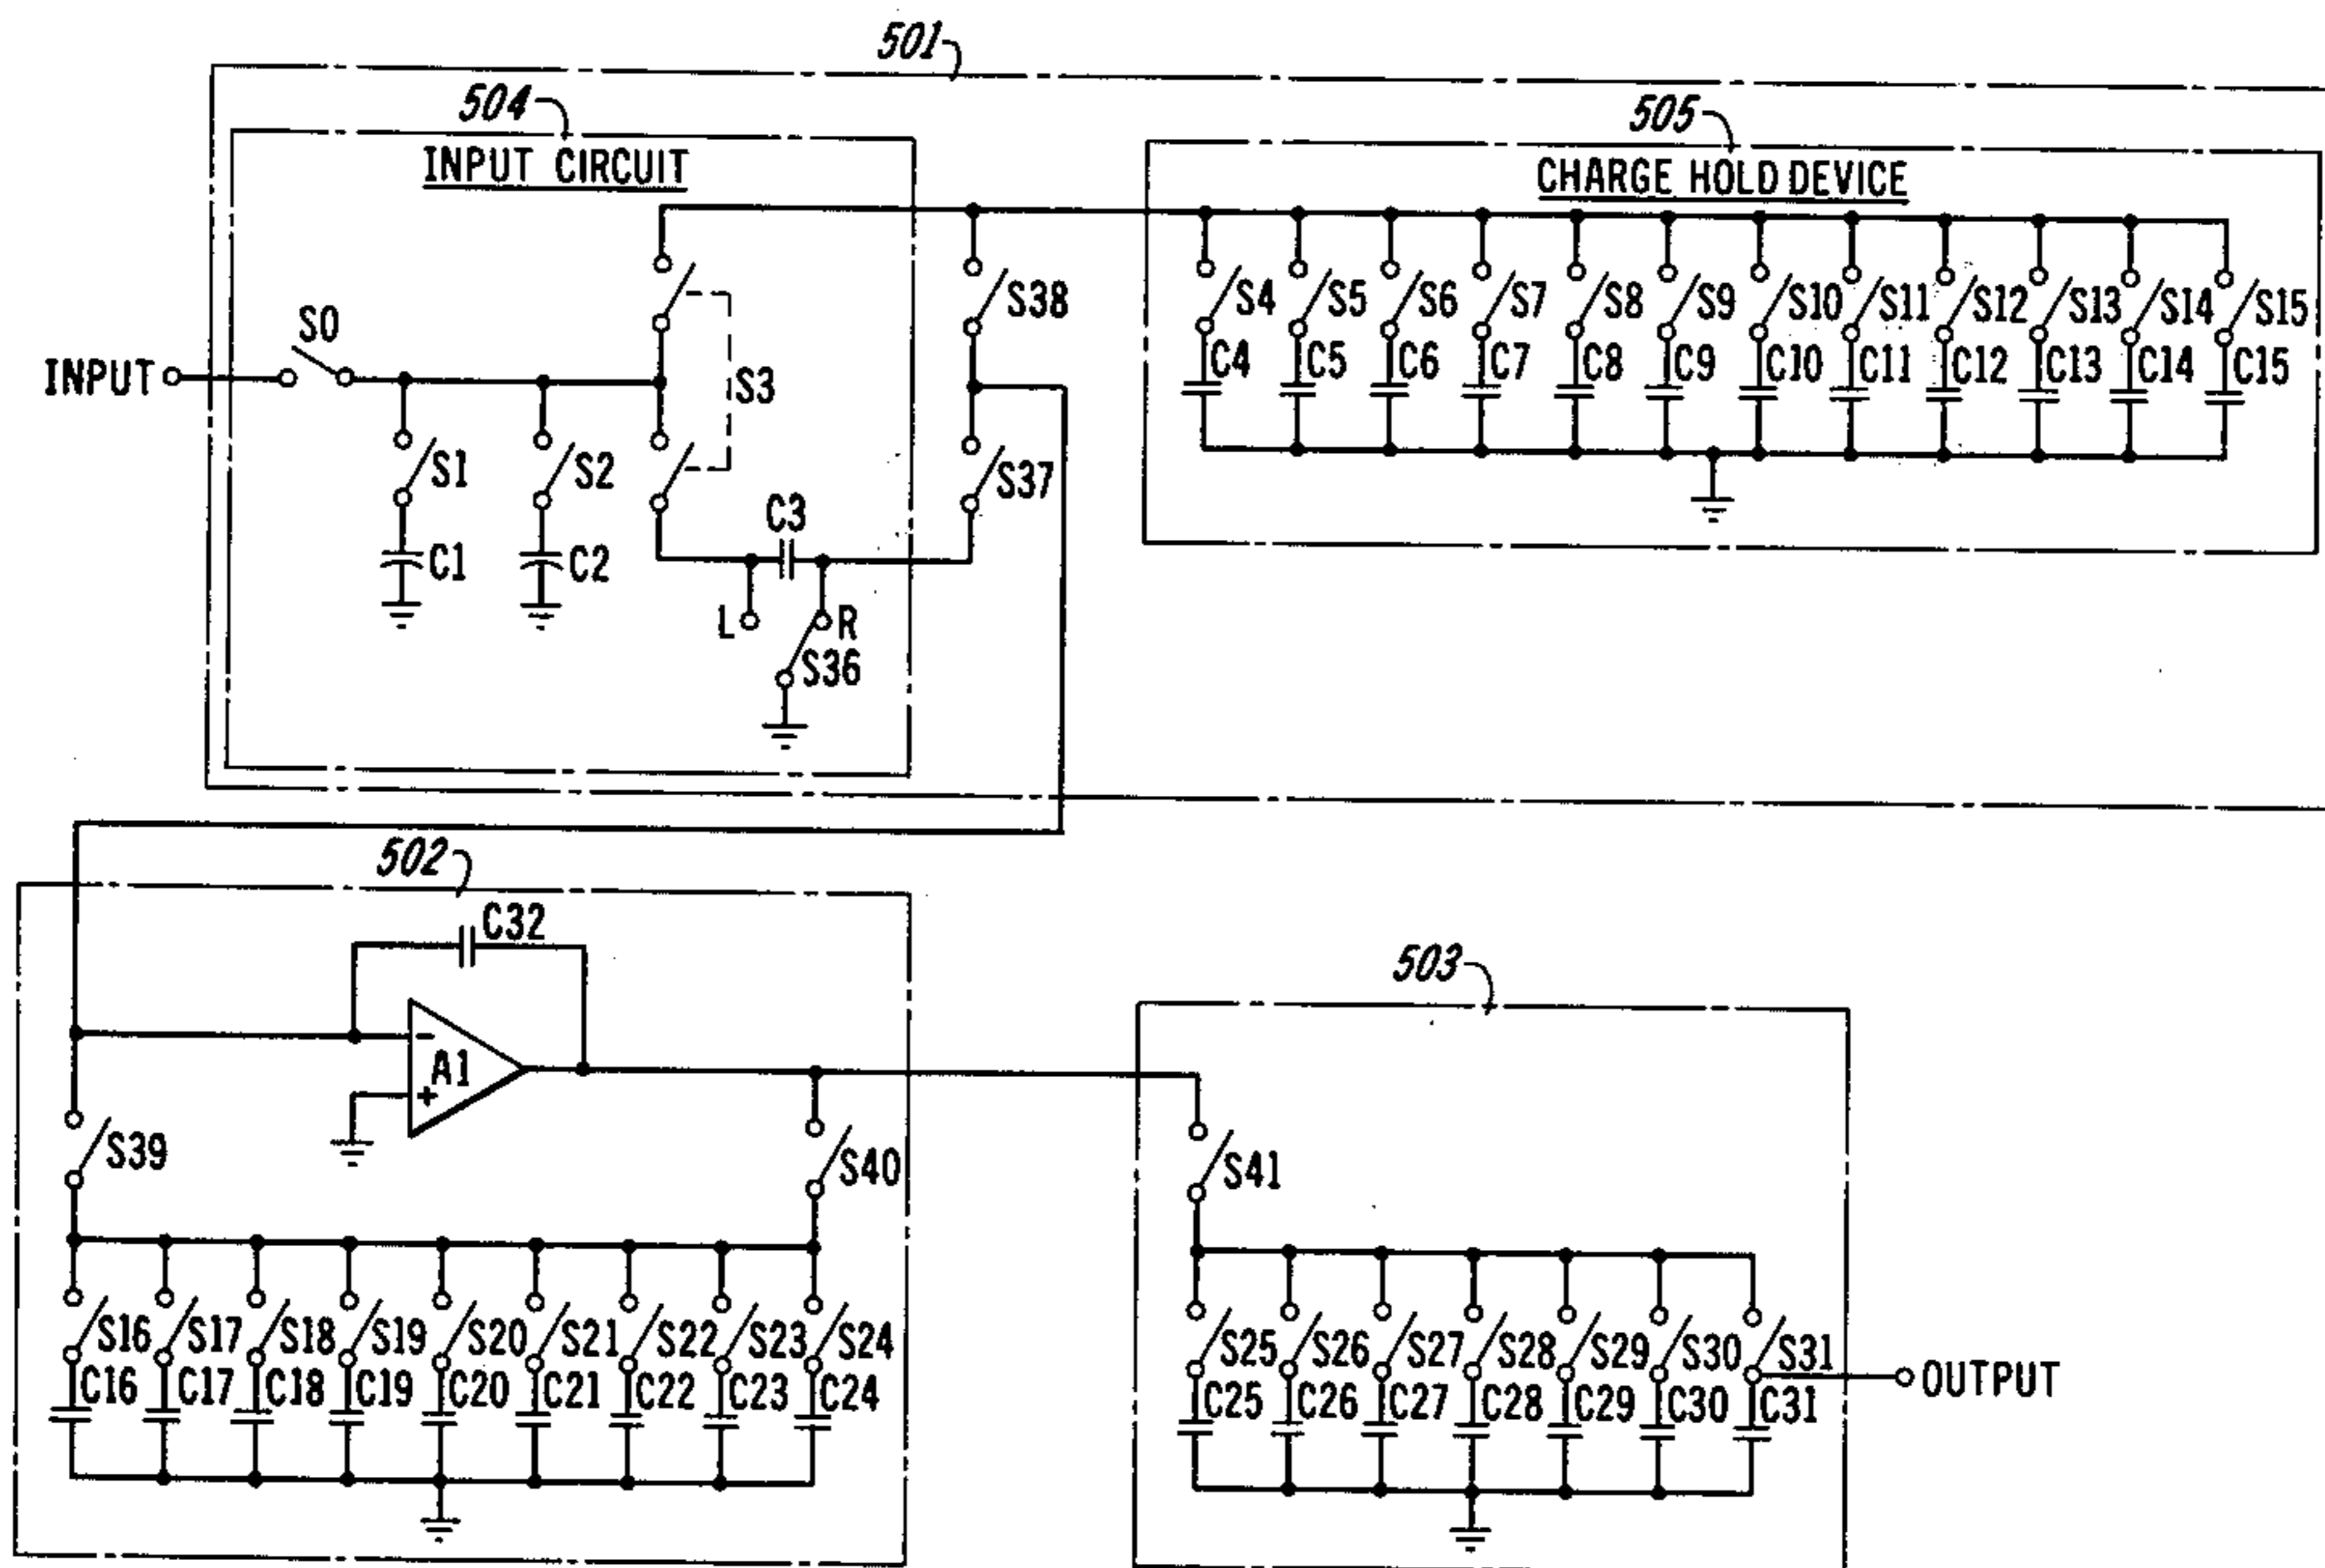 501
504
505
INPUT CIRCUIT
CHARGE HOLD DEVICE
S38
S4 S5 S6 S7 S8 S9 S10 S11 S12 S13 S14 S15
S0
INPUT
S3
C4 C5 C6 C7 C8 C9 C10 C11 C12 C13 C14 C15
S1 S2
S37
C3
C1 C2
L R
S36
502
C32
503
-
A1
+
S39
S40
S41
S16 S17 S18 S19 S20 S21 S22 S23 S24
S25 S26 S27 S28 S29 S30 S31
C16 C17 C18 C19 C20 C21 C22 C23 C24
OUTPUT
C25 C26 C27 C28 C29 C30 C31